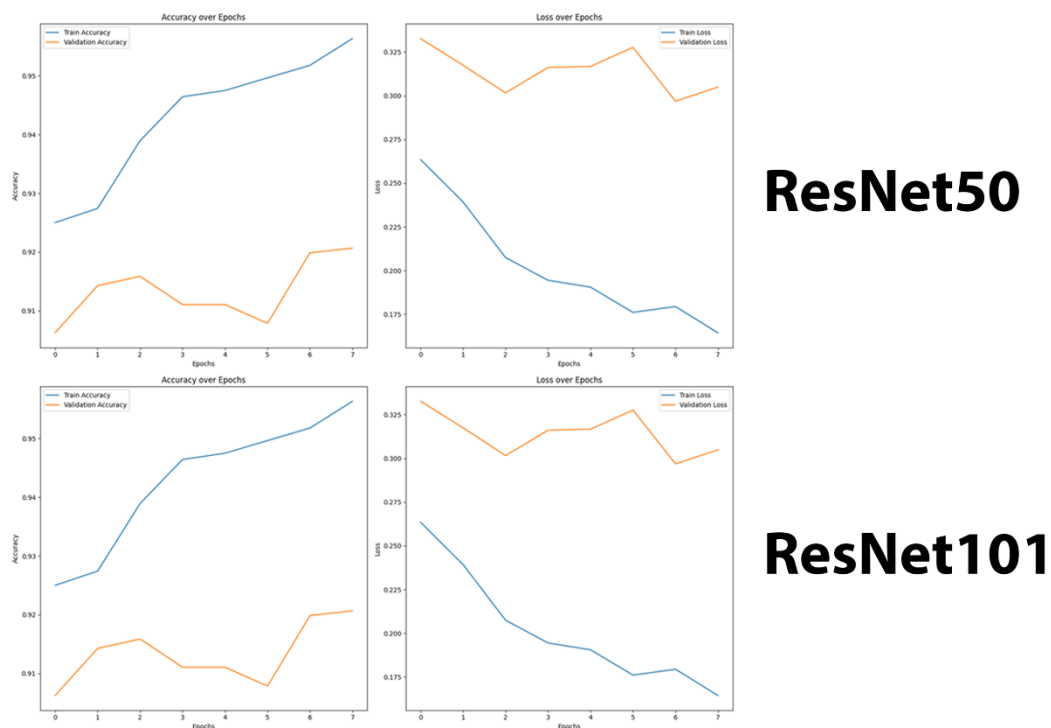 Accuracy over Epochs
Train Accuracy
Validation Accuracy
0.95
0.94
0.93
0.92
0.91
Accuracy
0 1 2 3 4 5 6 7
Epochs
Loss over Epochs
Train Loss
Validation Loss
0.325
0.300
0.275
0.250
0.225
0.200
0.175
Loss
0 1 2 3 4 5 6 7
Epochs
ResNet50
Accuracy over Epochs
Train Accuracy
Validation Accuracy
0.95
0.94
0.93
0.92
0.91
Accuracy
0 1 2 3 4 5 6 7
Epochs
Loss over Epochs
Train Loss
Validation Loss
0.325
0.300
0.275
0.250
0.225
0.200
0.175
Loss
0 1 2 3 4 5 6 7
Epochs
ResNet101